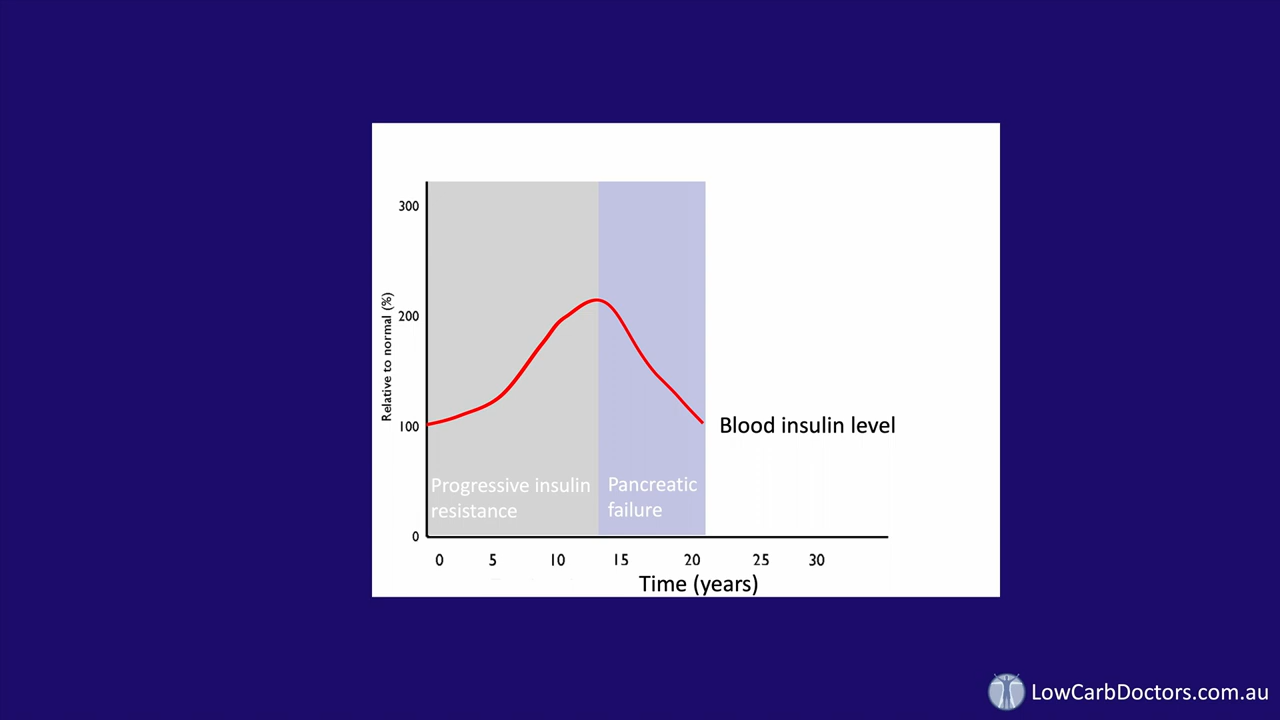 300
200
100
0
Relative to normal (%)
Blood insulin level
Progressive insulin
resistance
Pancreatic
failure
0 5 10 15 20 25 30
Time (years)
LowCarbDoctors.com.au